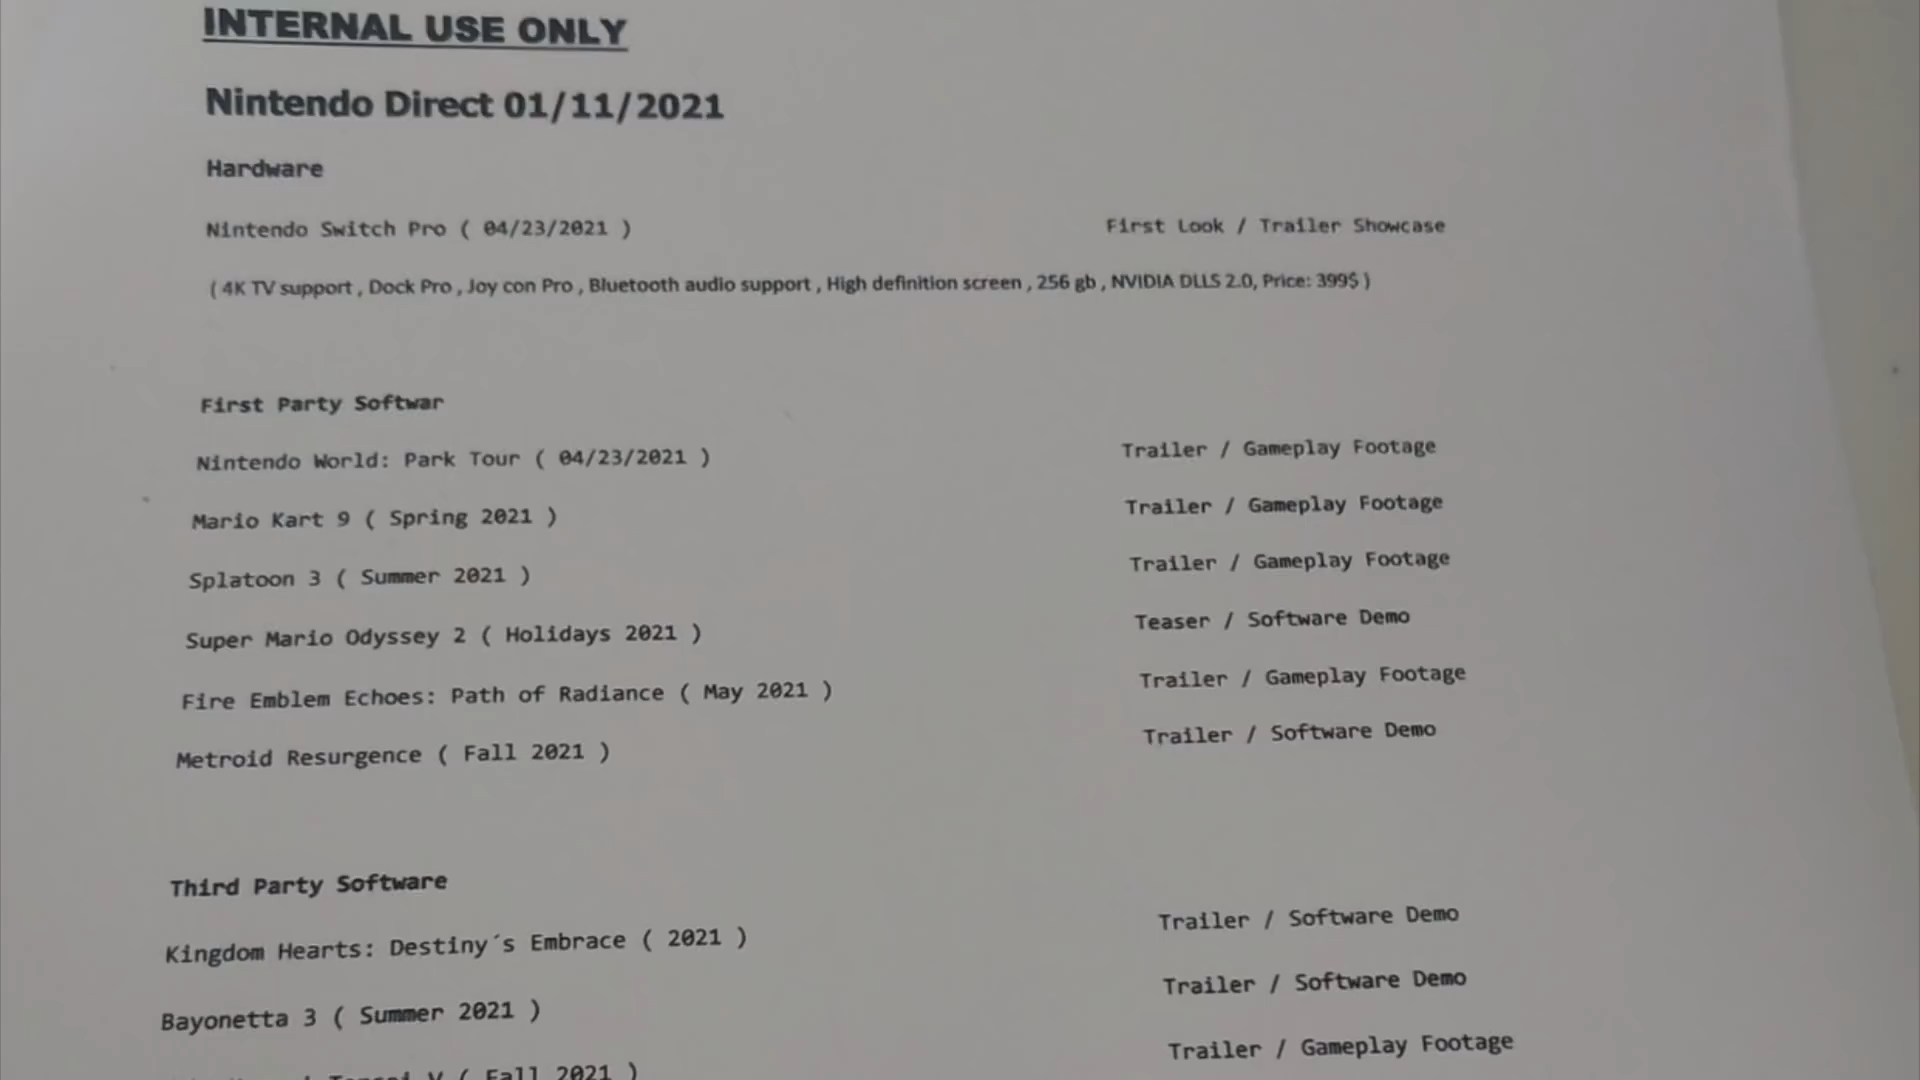 INTERNAL USE ONLY
Nintendo Direct 01/11/2021
Hardware
Nintendo Switch Pro ( 04/23/2021 ) First Look / Trailer Showcase
( 4K TV support , Dock Pro , Joy con Pro , Bluetooth audio support , High definition screen , 256 gb , NVIDIA DLLS 2.0, Price: 399$ )
First Party Softwar
Nintendo World: Park Tour ( 04/23/2021 ) Trailer / Gameplay Footage
Mario Kart 9 ( Spring 2021 ) Trailer / Gameplay Footage
Splatoon 3 ( Summer 2021 ) Trailer / Gameplay Footage
Super Mario Odyssey 2 ( Holidays 2021 ) Teaser / Software Demo
Fire Emblem Echoes: Path of Radiance ( May 2021 ) Trailer / Gameplay Footage
Metroid Resurgence ( Fall 2021 ) Trailer / Software Demo
Third Party Software
Kingdom Hearts: Destiny´s Embrace ( 2021 ) Trailer / Software Demo
Bayonetta 3 ( Summer 2021 ) Trailer / Software Demo
V ( Fall 2021 ) Trailer / Gameplay Footage